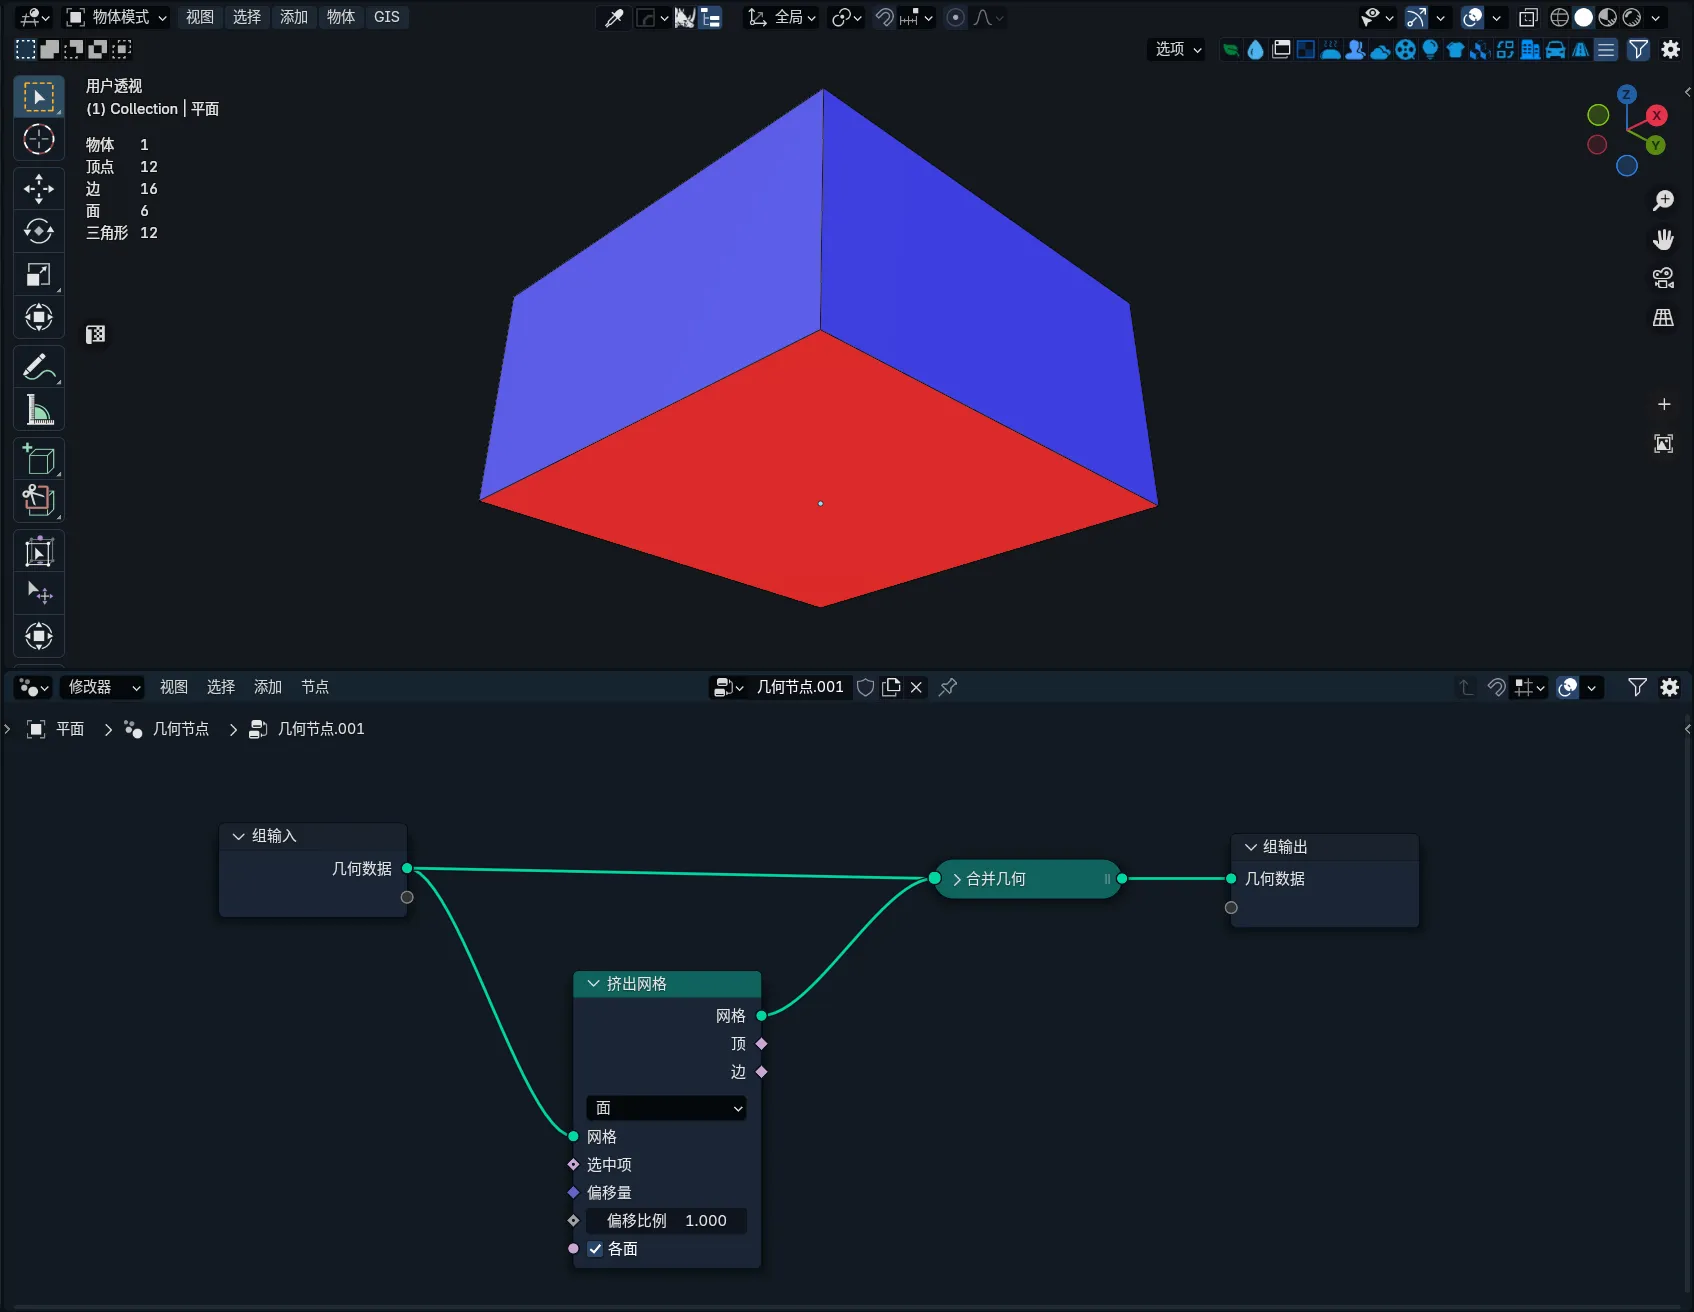 物体模式 视图 选择 添加 物体 GIS 全局
选项
用户透视
(1) Collection | 平面
物体 1
顶点 12
边 16
面 6
三角形 12
Z
X
Y
修改器 视图 选择 添加 节点 几何节点.001
平面 几何节点 几何节点.001
组输入
几何数据
合并几何
组输出
几何数据
挤出网格
网格
顶
边
面
网格
选中项
偏移量
偏移比例 1.000
各面